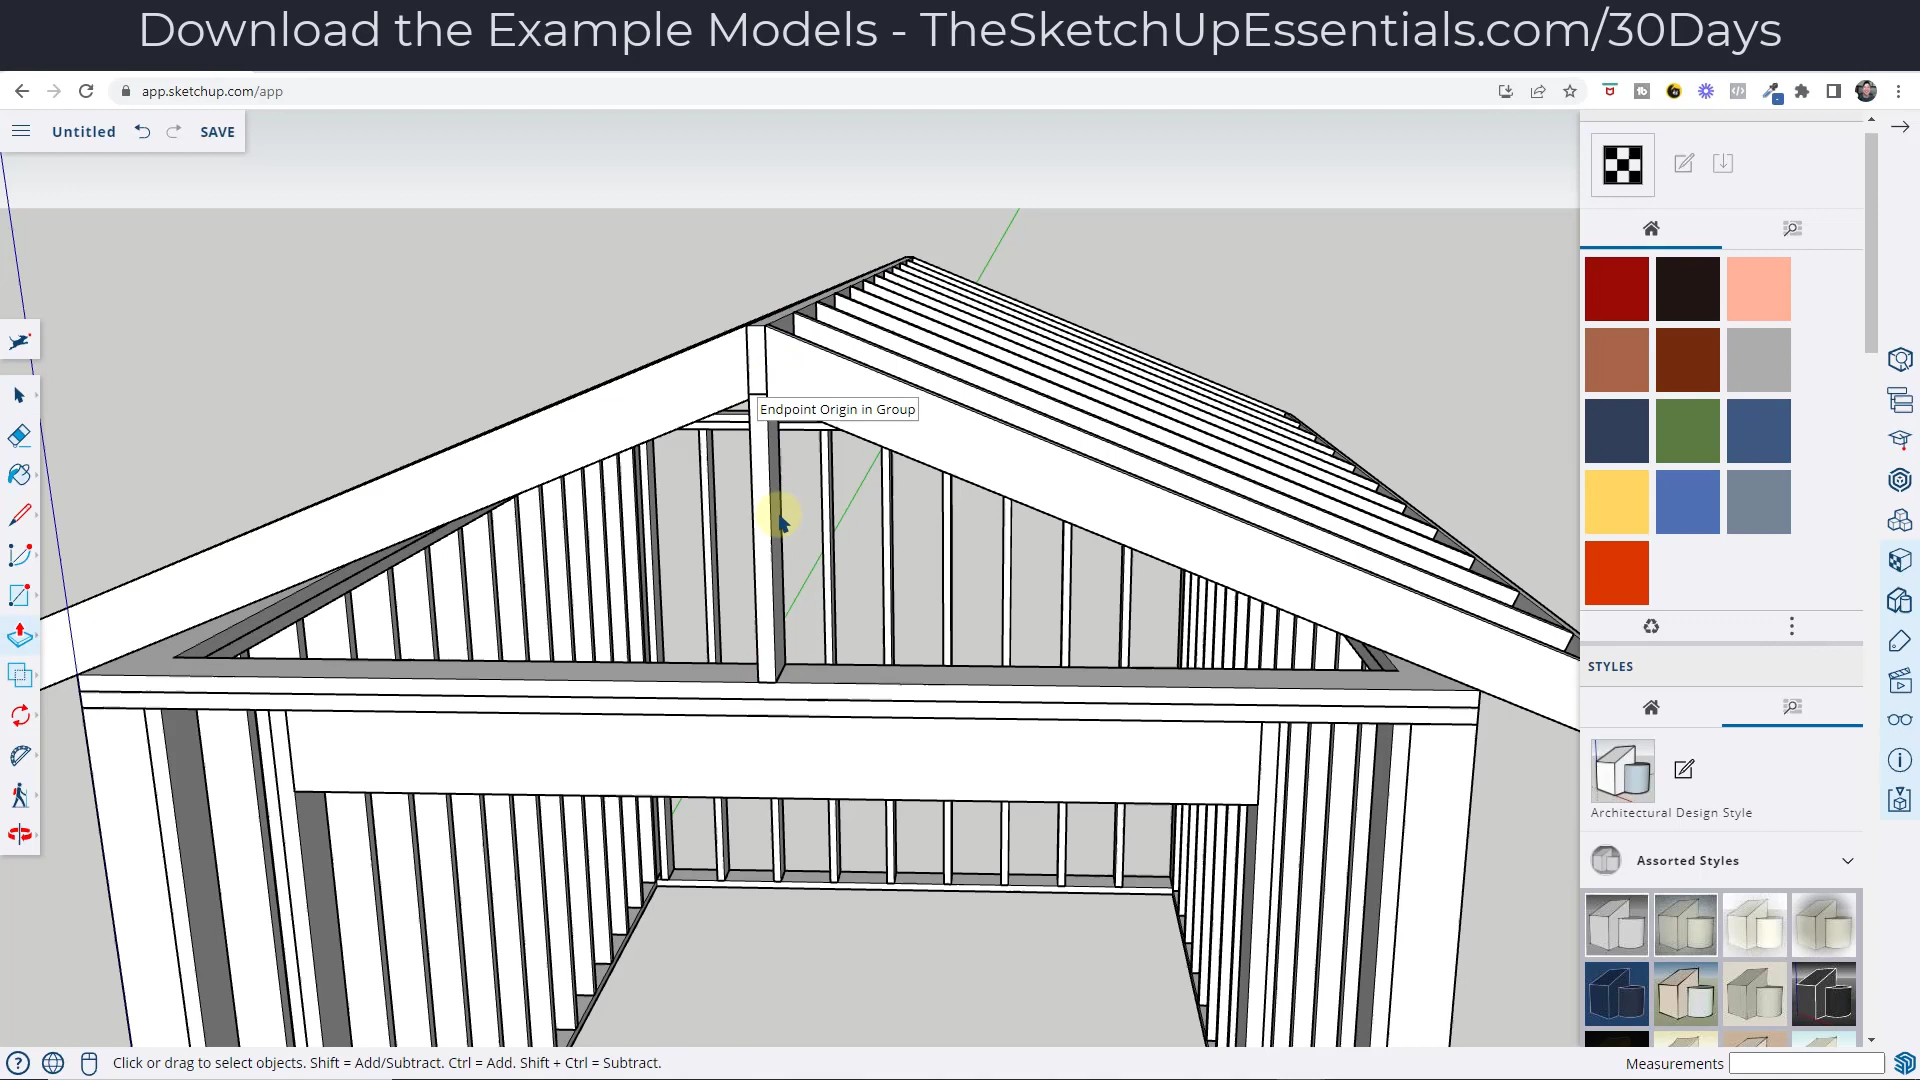 Download the Example Models - TheSketchUpEssentials.com/30Days
app.sketchup.com/app
Untitled
SAVE
Endpoint Origin in Group
STYLES
Architectural Design Style
Assorted Styles
Click or drag to select objects. Shift = Add/Subtract. Ctrl = Add. Shift + Ctrl = Subtract.
Measurements